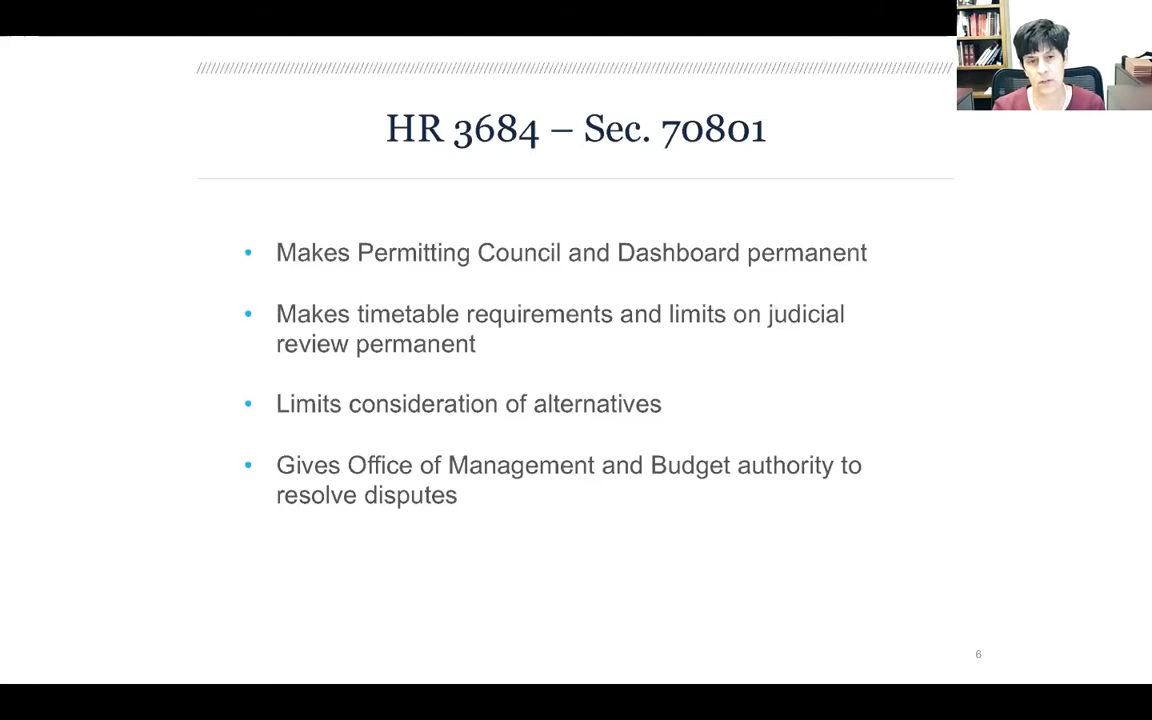 HR 3684 – Sec. 70801
• Makes Permitting Council and Dashboard permanent
• Makes timetable requirements and limits on judicial
review permanent
• Limits consideration of alternatives
• Gives Office of Management and Budget authority to
resolve disputes
6